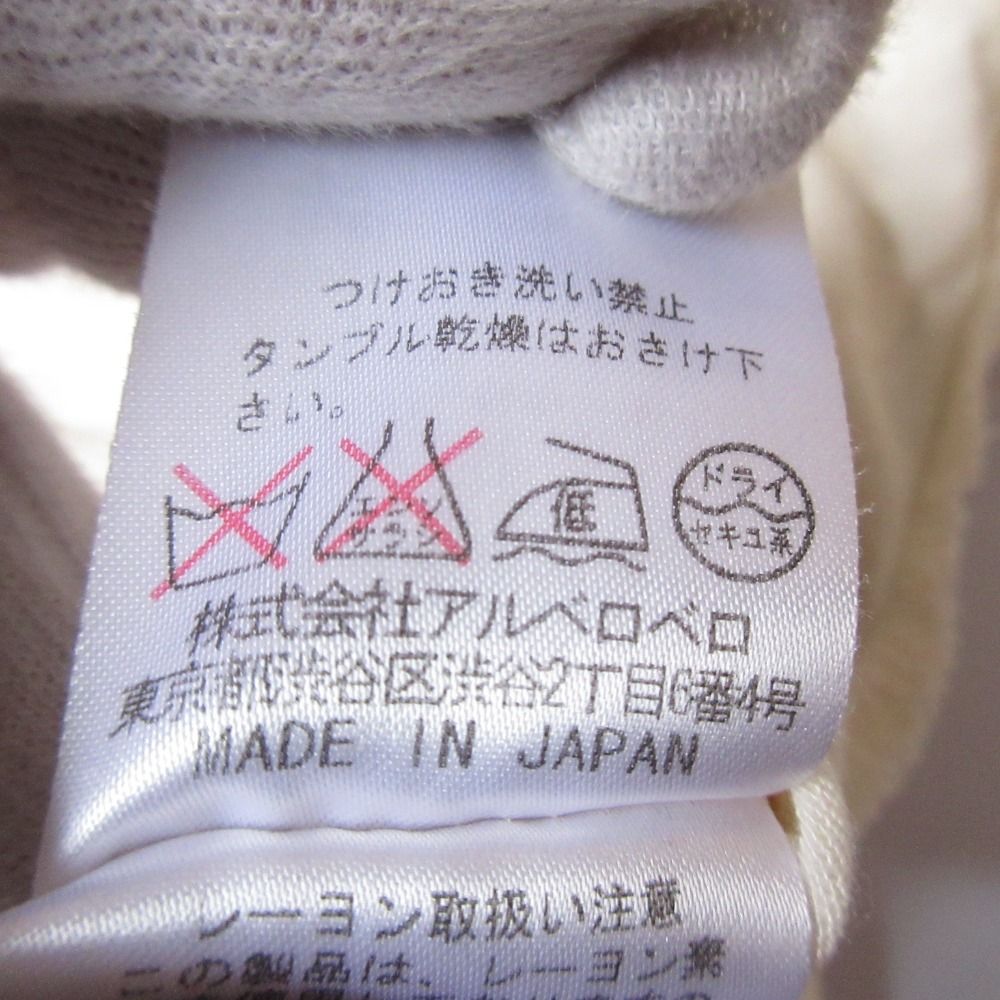 つけおき洗い禁止
タンブル乾燥はおさけ下
さい。
エンソ
サラシ
低
ドライ
セキユ系
株式会社アルベロベロ
東京都渋谷区渋谷2丁目6番4号
MADE IN JAPAN
レーヨン取扱い注意
この製品は、レーヨン素